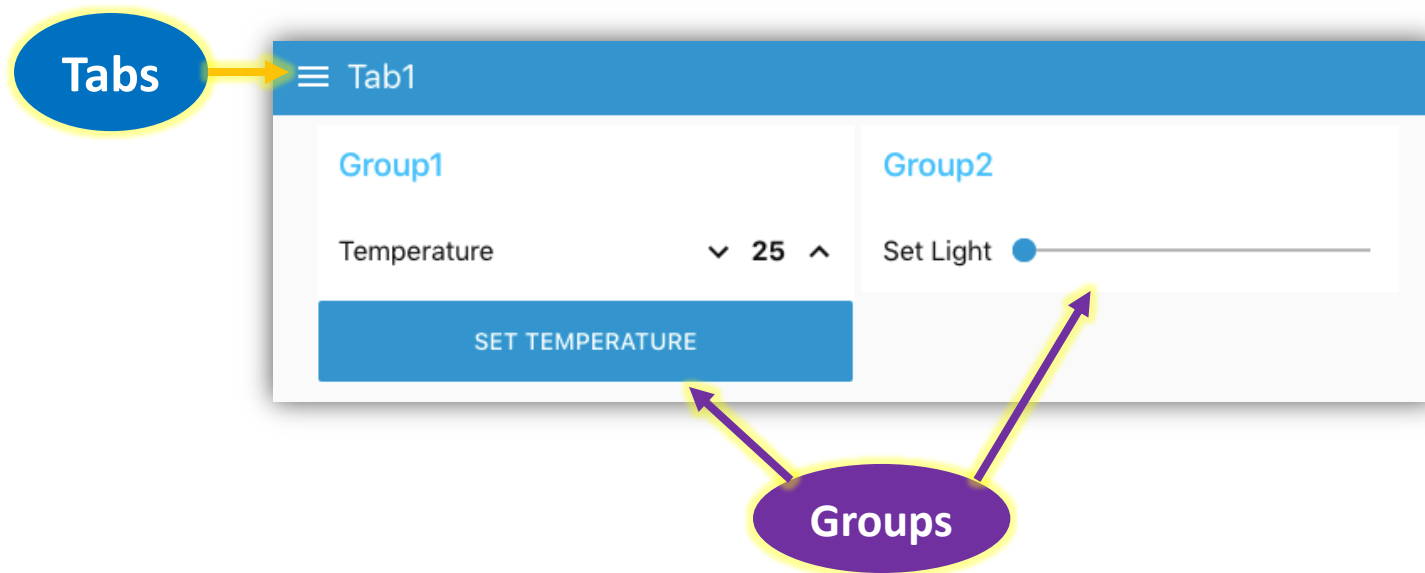 Tabs
Tab1
Group1
Group2
Temperature
25
Set Light
SET TEMPERATURE
Groups